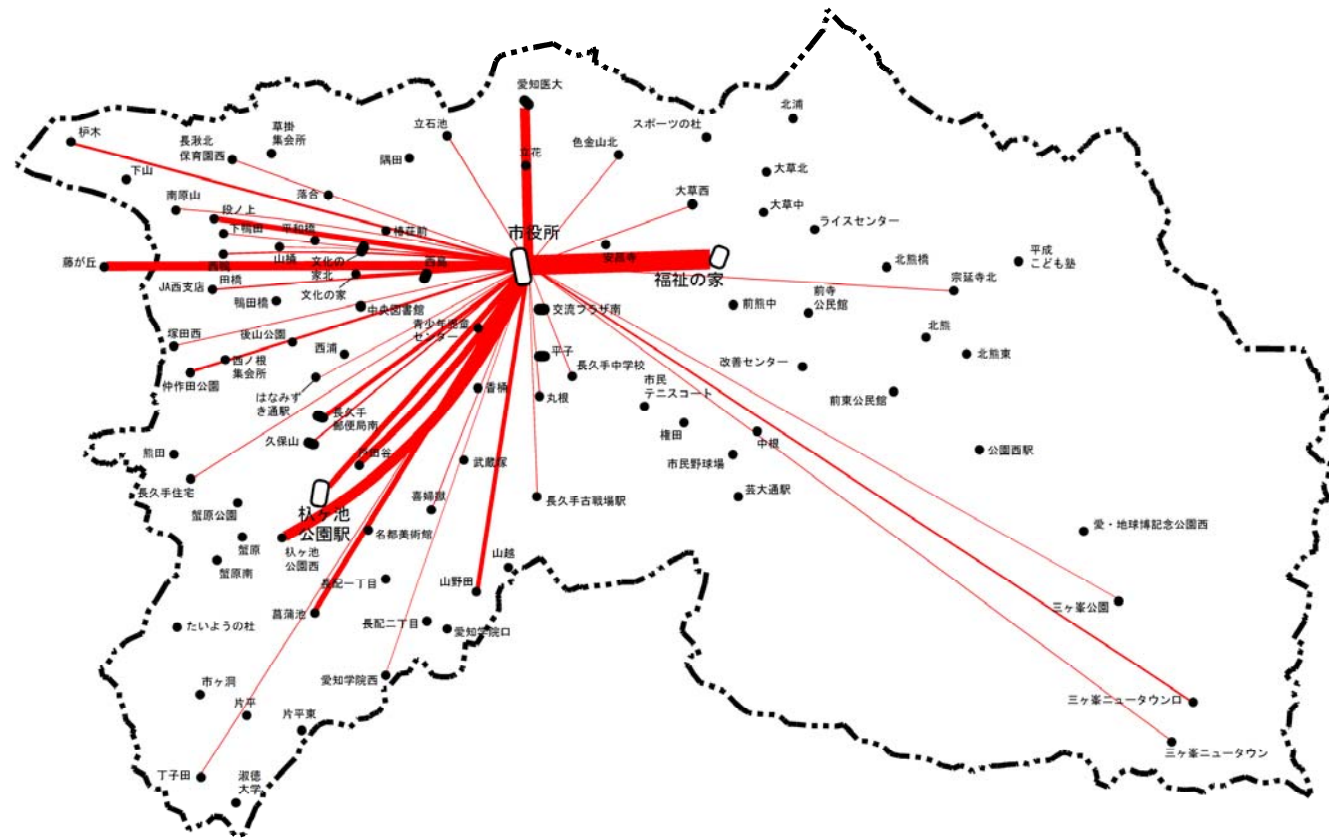 愛知医大
北浦
スポーツの杜
立石池
色金山北
枦木
長湫北
保育園西
草掛
集会所
隅田
立花
下山
大草北
南原山
落合
大草西
大草中
段ノ上
ライスセンター
下鴨田
平和橋
椿荘前
市役所
安昌寺
藤が丘
西鴨
田橋
山桶
文化の
家北
西島
福祉の家
北熊橋
平成
こども塾
JA西支店
文化の家
宗延寺北
鴨田橋
中央図書館
交流プラザ南
前熊中
前寺
公民館
塚田西
後山公園
青少年児童
センター
北熊
西ノ根
集会所
西浦
平子
改善センター
北熊東
仲作田公園
長久手中学校
はなみず
き通駅
香桶
丸根
市民
テニスコート
前東公民館
長久手
郵便局南
久保山
権田
中根
熊田
戸田谷
武蔵塚
市民野球場
公園西駅
長久手住宅
蟹原公園
杁ヶ池
公園駅
喜婦嶽
長久手古戦場駅
芸大通駅
蟹原
杁ヶ池
公園西
名都美術館
愛・地球博記念公園西
蟹原南
長配一丁目
山野田
山越
菖蒲池
三ヶ峯公園
たいようの杜
長配二丁目
愛知学院口
市ヶ洞
愛知学院西
片平
片平東
三ヶ峯ニュータウン口
三ヶ峯ニュータウン
丁子田
淑徳
大学